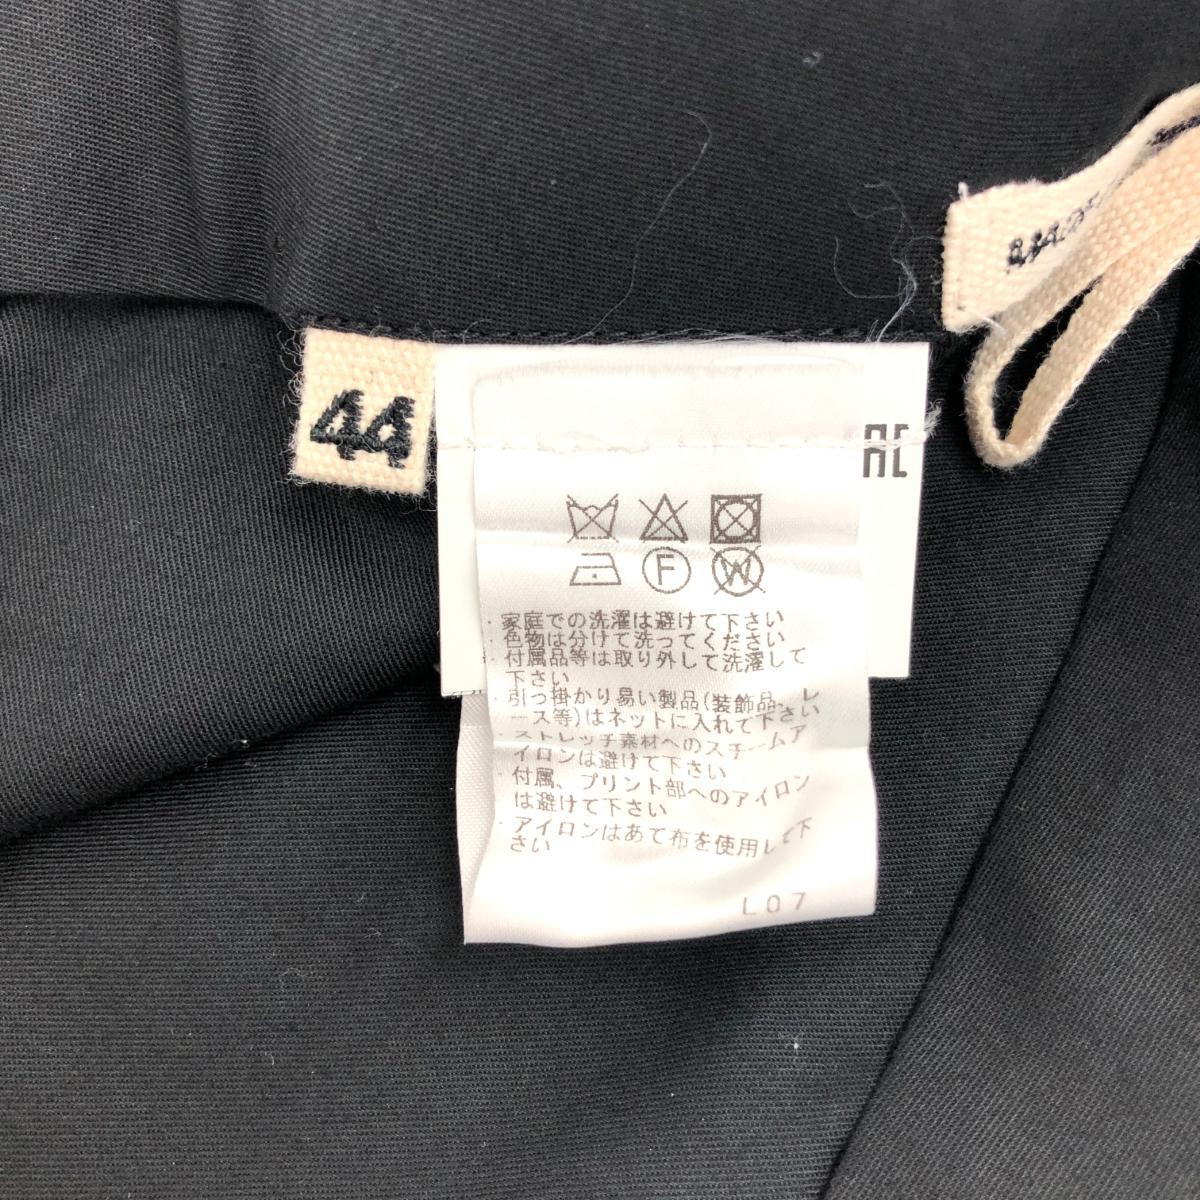 44
MADE
F
W
・家庭での洗濯は避けて下さい
・色物は分けて洗ってください
・付属品等は取り外して洗濯して
下さい
・引っ掛かり易い製品(装飾品、レ
ース等)はネットに入れて下さい
・ストレッチ素材へのスチームア
イロンは避けて下さい
・付属、プリント部へのアイロン
は避けて下さい
・アイロンはあて布を使用して下
さい
L07